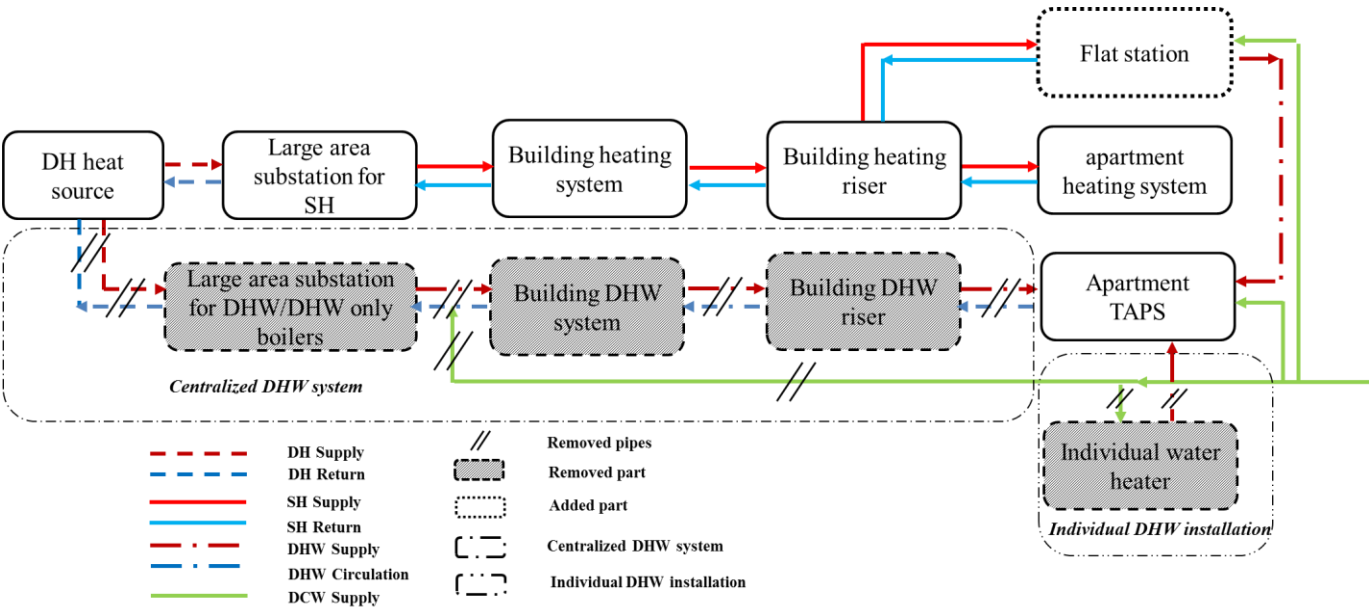 Flat station
DH heat
source
Large area
substation for
SH
Building heating
system
Building heating
riser
apartment
heating system
Large area substation
for DHW/DHW only
boilers
Building DHW
system
Building DHW
riser
Apartment
TAPS
Centralized DHW system
Individual water
heater
Individual DHW installation
DH Supply
DH Return
SH Supply
SH Return
DHW Supply
DHW Circulation
DCW Supply
Removed pipes
Removed part
Added part
Centralized DHW system
Individual DHW installation